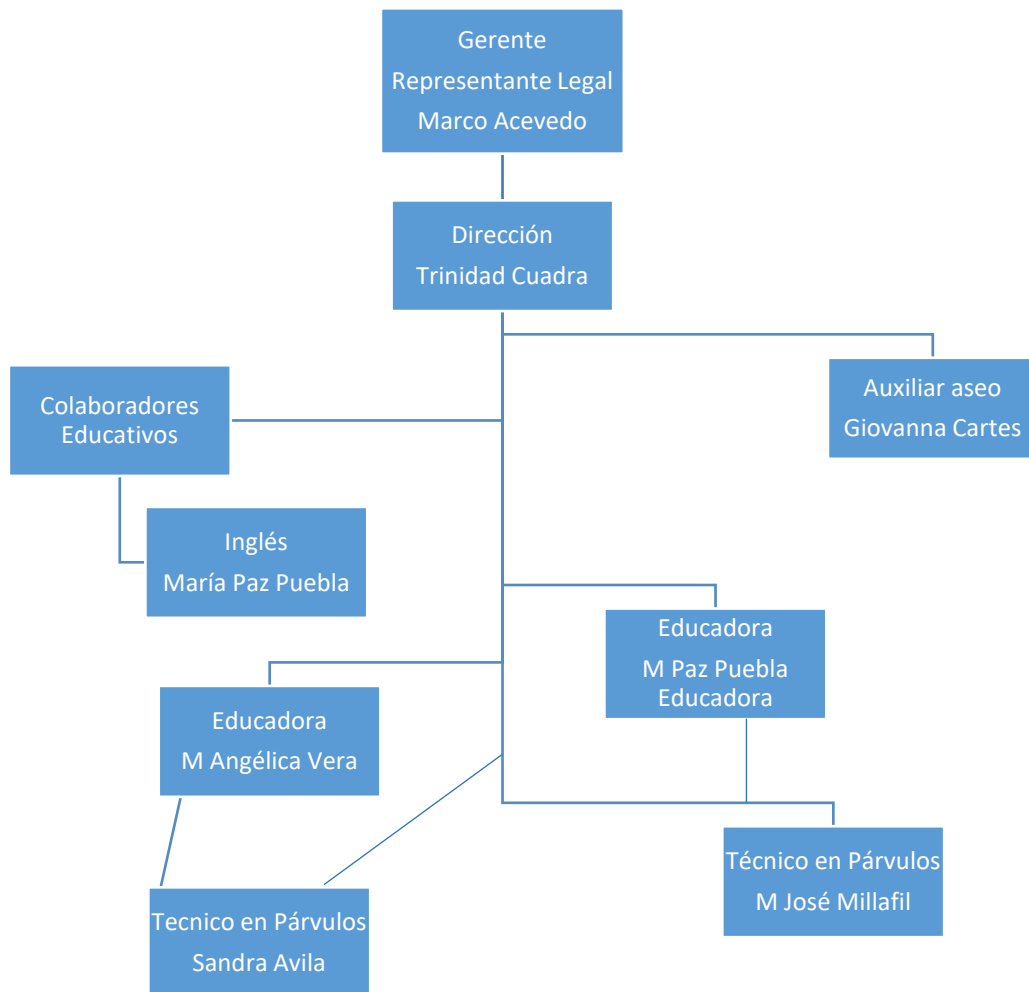 Gerente
Representante Legal
Marco Acevedo
Dirección
Trinidad Cuadra
Colaboradores
Educativos
Auxiliar aseo
Giovanna Cartes
Inglés
María Paz Puebla
Educadora
M Paz Puebla
Educadora
Educadora
M Angélica Vera
Técnico en Párvulos
M José Millafil
Tecnico en Párvulos
Sandra Avila